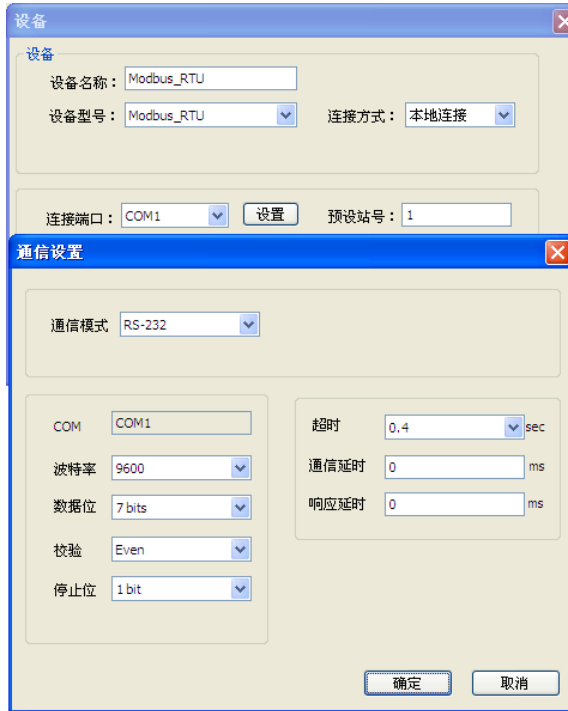 设备
设备
设备名称： Modbus_RTU
设备型号： Modbus_RTU 连接方式： 本地连接
连接端口： COM1 设置 预设站号： 1
通信设置
通信模式 RS-232
COM COM1 超时 0.4 sec
波特率 9600 通信延时 0 ms
数据位 7 bits 响应延时 0 ms
校验 Even
停止位 1 bit
确定 取消